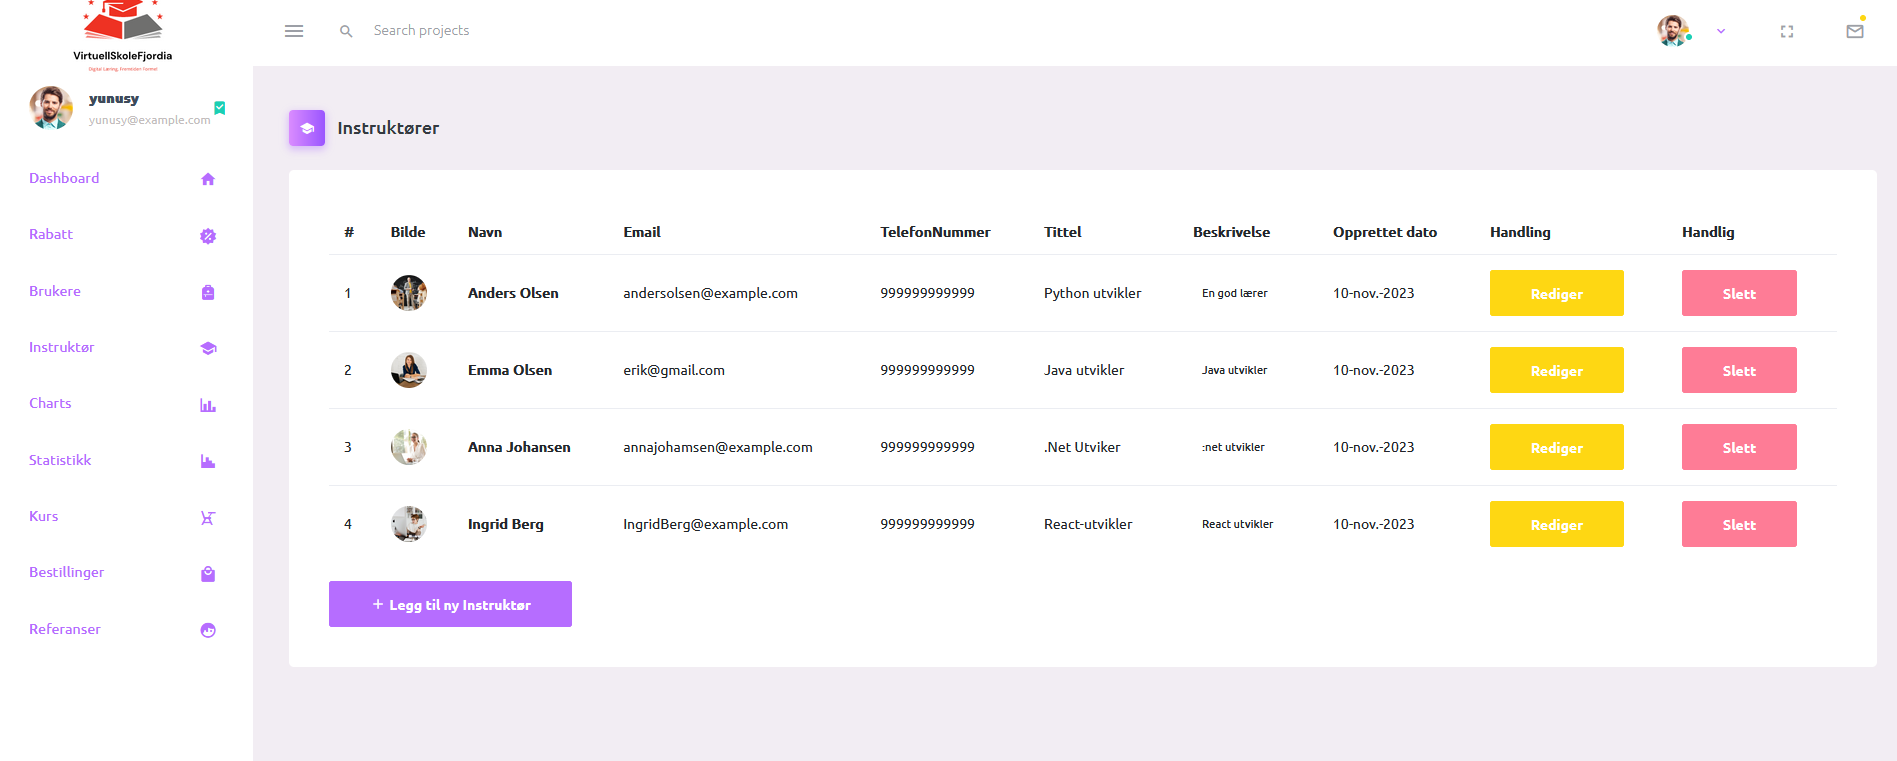 Search projects
VirtuellSkoleFjordia
Digital Læring, Fremtiden Venter!
yunusy
yunusy@example.com
Dashboard
Rabatt
Brukere
Instruktør
Charts
Statistikk
Kurs
Bestillinger
Referanser
Instruktører
# Bilde Navn Email TelefonNummer Tittel Beskrivelse Opprettet dato Handling Handlig
1 Anders Olsen andersolsen@example.com 999999999999 Python utvikler En god lærer 10-nov.-2023 Rediger Slett
2 Emma Olsen erik@gmail.com 999999999999 Java utvikler Java utvikler 10-nov.-2023 Rediger Slett
3 Anna Johansen annajohamsen@example.com 999999999999 .Net Utviker :net utvikler 10-nov.-2023 Rediger Slett
4 Ingrid Berg IngridBerg@example.com 999999999999 React-utvikler React utvikler 10-nov.-2023 Rediger Slett
+ Legg til ny Instruktør